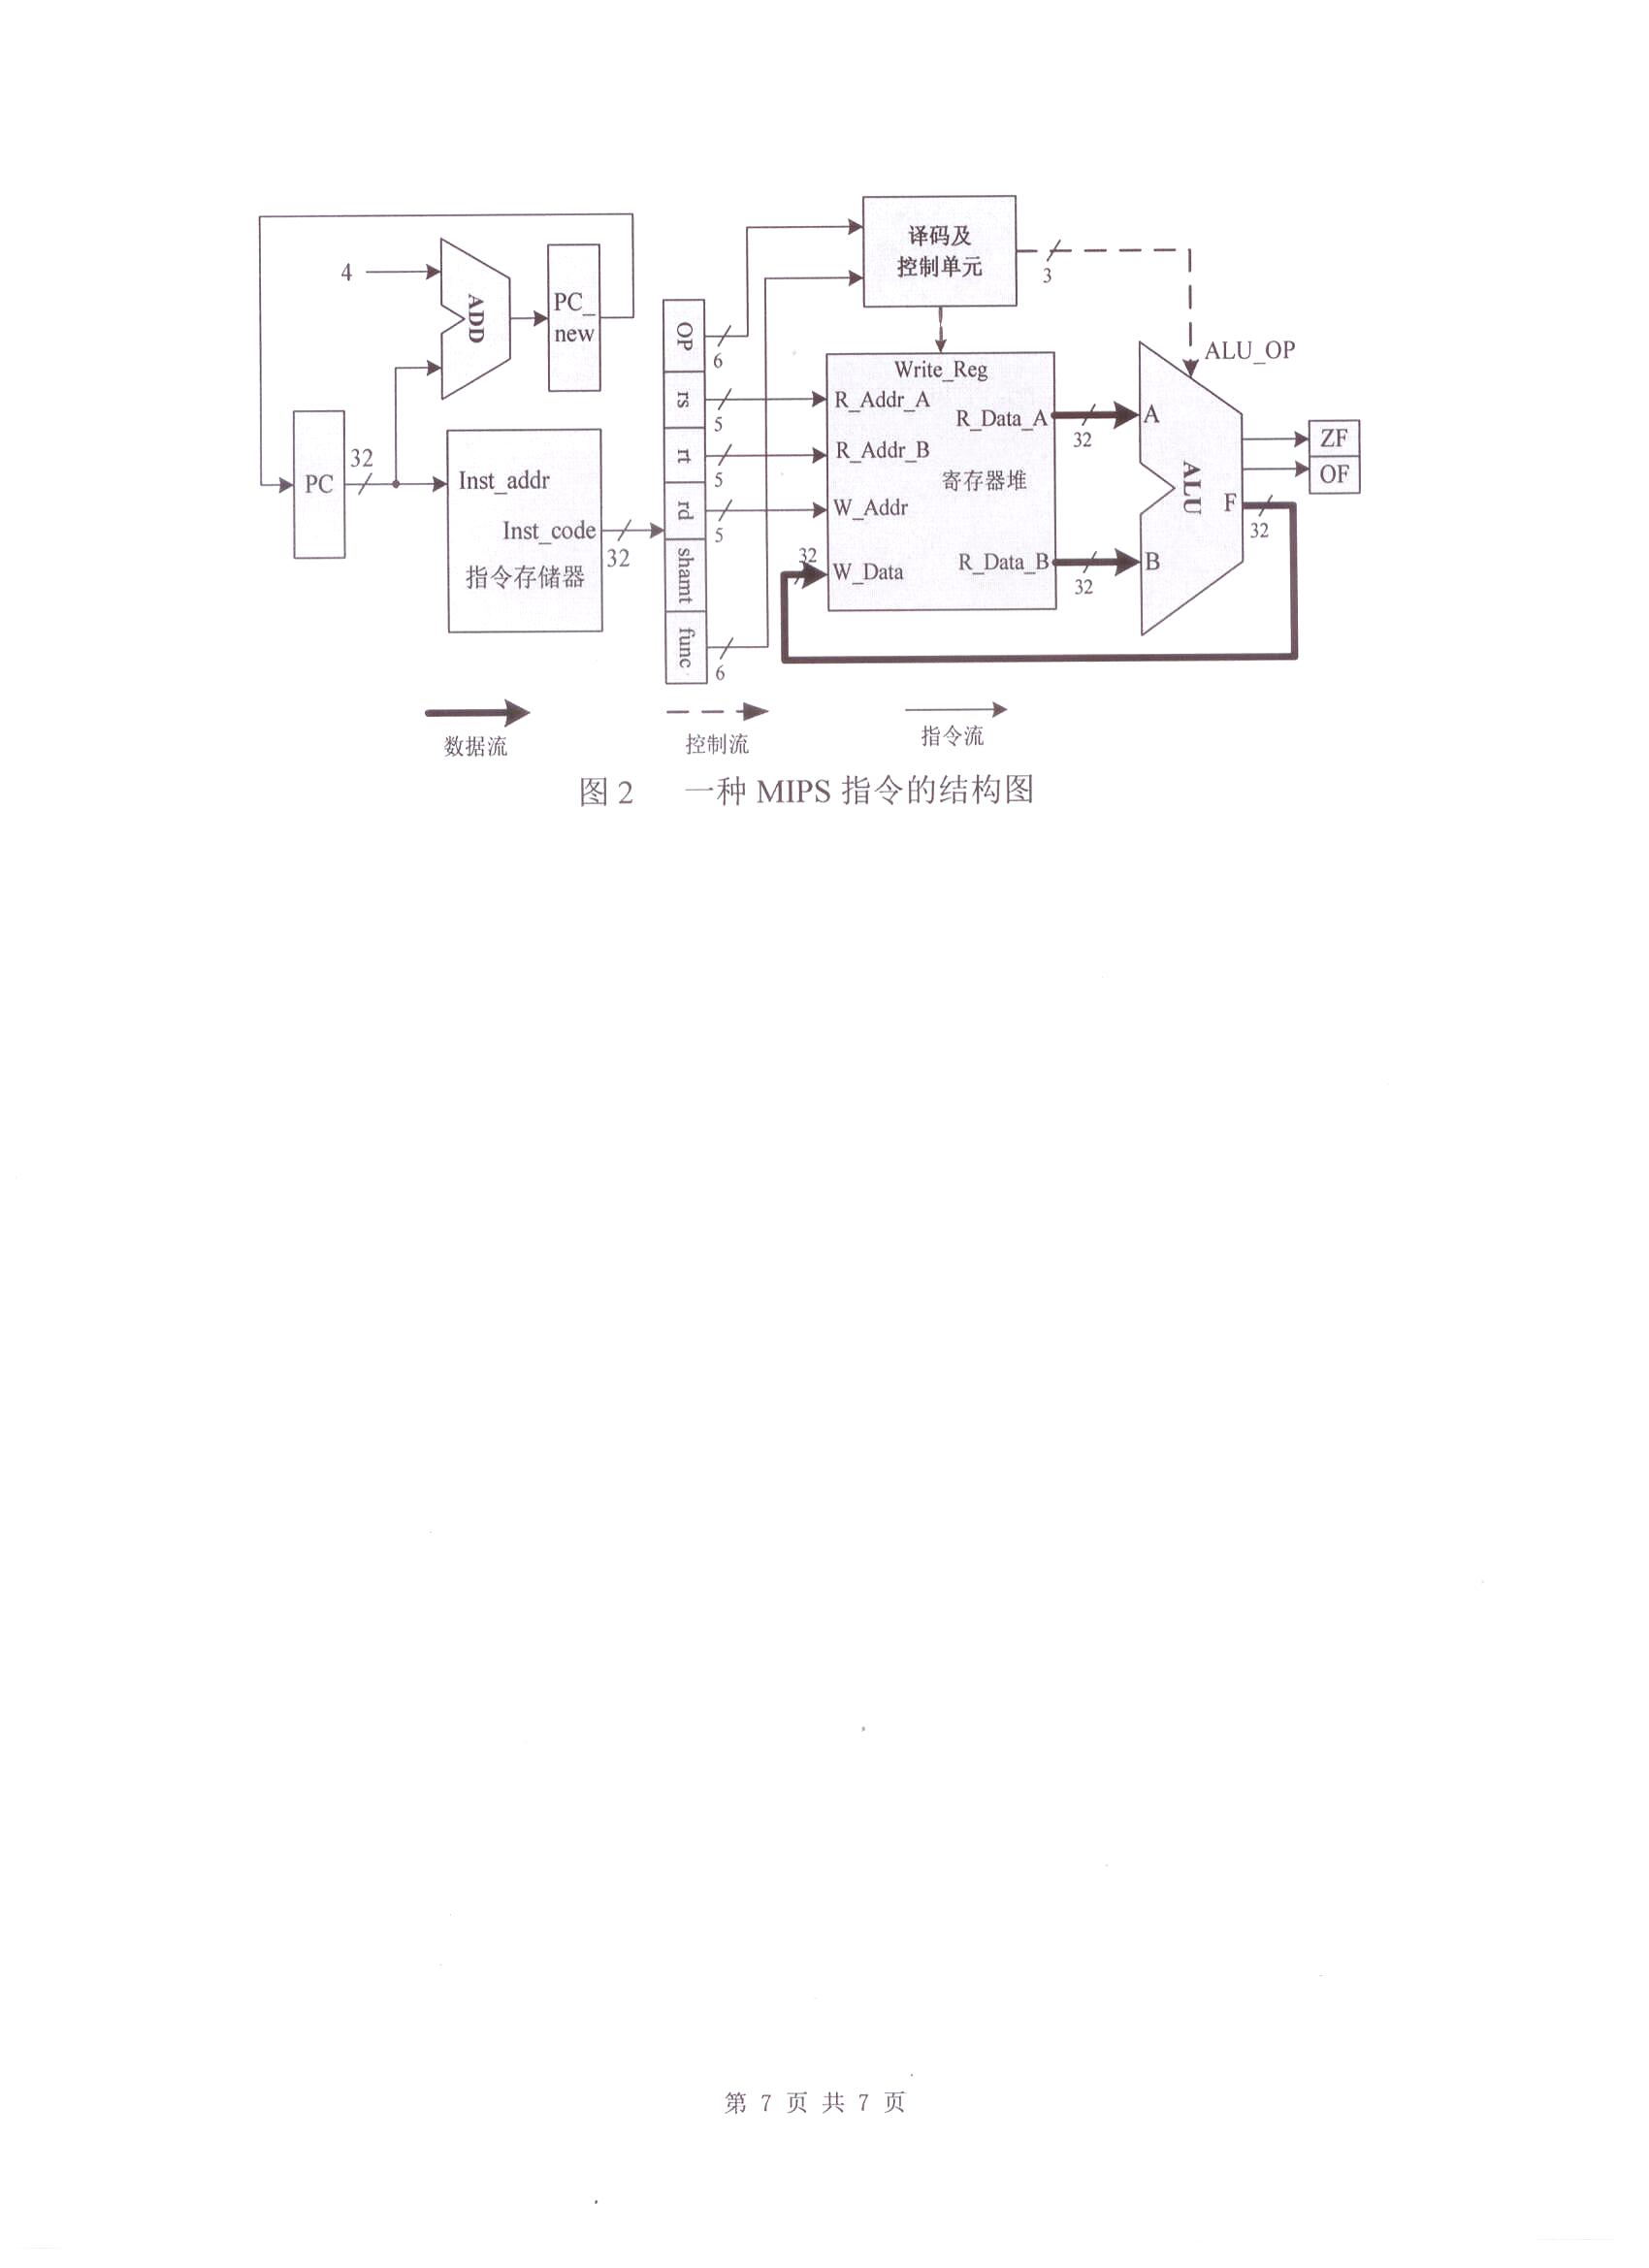 4
ADD
PC_
new
PC
32
Inst_addr
Inst_code
指令存储器
32
OP
rs
rt
rd
shamt
func
6
5
5
5
6
译码及
控制单元
3
ALU_OP
Write_Reg
R_Addr_A
R_Addr_B
W_Addr
W_Data
R_Data_A
寄存器堆
R_Data_B
32
32
32
A
B
ALU
F
32
ZF
OF
数据流
控制流
指令流
图 2 一种 MIPS 指令的结构图
第 7 页 共 7 页